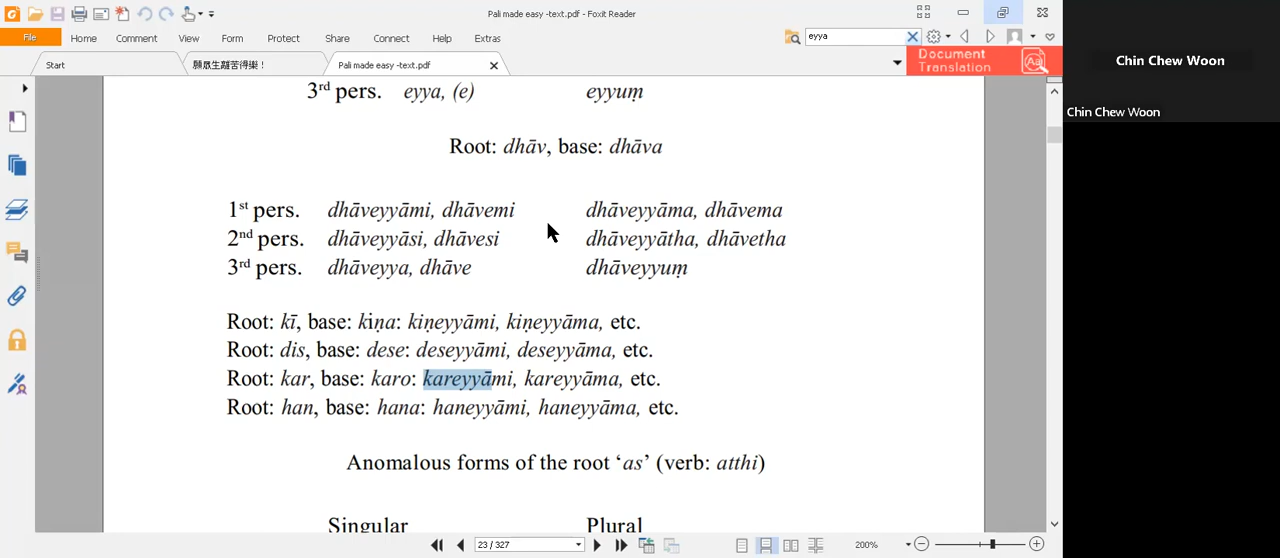 Pali made easy -text.pdf - Foxit Reader
File Home Comment View Form Protect Share Connect Help Extras
eyya
Start
願眾生離苦得樂！
Pali made easy -text.pdf
Document
Translation
3rd pers. eyya, (e) eyyuṃ
Root: dhāv, base: dhāva
1st pers. dhāveyyāmi, dhāvemi dhāveyyāma, dhāvema
2nd pers. dhāveyyāsi, dhāvesi dhāveyyātha, dhāvetha
3rd pers. dhāveyya, dhāve dhāveyyuṃ
Root: kī, base: kiṇa: kiṇeyyāmi, kiṇeyyāma, etc.
Root: dis, base: dese: deseyyāmi, deseyyāma, etc.
Root: kar, base: karo: kareyyāmi, kareyyāma, etc.
Root: han, base: hana: haneyyāmi, haneyyāma, etc.
Anomalous forms of the root ‘as’ (verb: atthi)
Singular Plural
23 / 327
200%
Chin Chew Woon
Chin Chew Woon